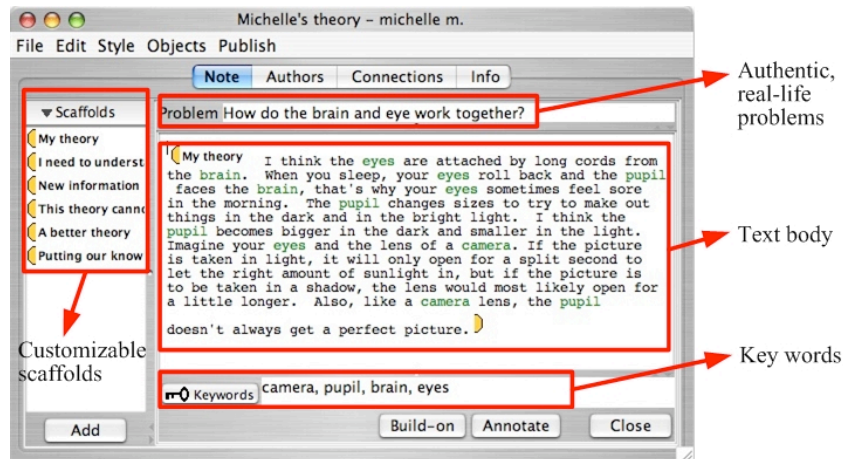 Michelle's theory – michelle m.
File Edit Style Objects Publish
Note Authors Connections Info
Authentic,
real-life
problems
▼ Scaffolds
My theory
I need to underst
New information
This theory canno
A better theory
Putting our know
Problem How do the brain and eye work together?
My theory I think the eyes are attached by long cords from
the brain. When you sleep, your eyes roll back and the pupil
faces the brain, that's why your eyes sometimes feel sore
in the morning. The pupil changes sizes to try to make out
things in the dark and in the bright light. I think the
pupil becomes bigger in the dark and smaller in the light.
Imagine your eyes and the lens of a camera. If the picture
is taken in light, it will only open for a split second to
let the right amount of sunlight in, but if the picture is
to be taken in a shadow, the lens would most likely open for
a little longer. Also, like a camera lens, the pupil
doesn't always get a perfect picture.
Text body
Customizable
scaffolds
Keywords camera, pupil, brain, eyes
Key words
Add
Build-on Annotate Close